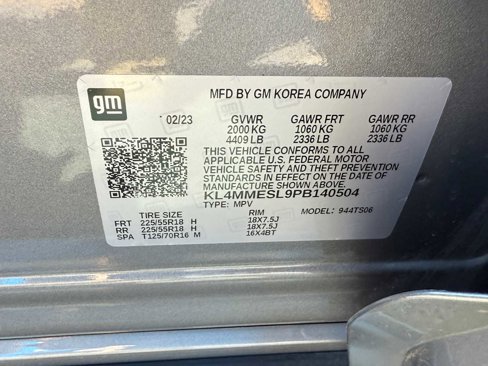 gm
MFD BY GM KOREA COMPANY
02/23 GVWR GAWR FRT GAWR RR
2000 KG 1060 KG 1060 KG
4409 LB 2336 LB 2336 LB
THIS VEHICLE CONFORMS TO ALL
APPLICABLE U.S. FEDERAL MOTOR
VEHICLE SAFETY AND THEFT PREVENTION
STANDARDS IN EFFECT ON THE DATE OF
MANUFACTURE SHOWN ABOVE.
KL4MMESL9PB140504
TYPE: MPV MODEL: 944TS06
TIRE SIZE RIM
FRT 225/55R18 H 18X7.5J
RR 225/55R18 H 18X7.5J
SPA T125/70R16 M 16X4BT